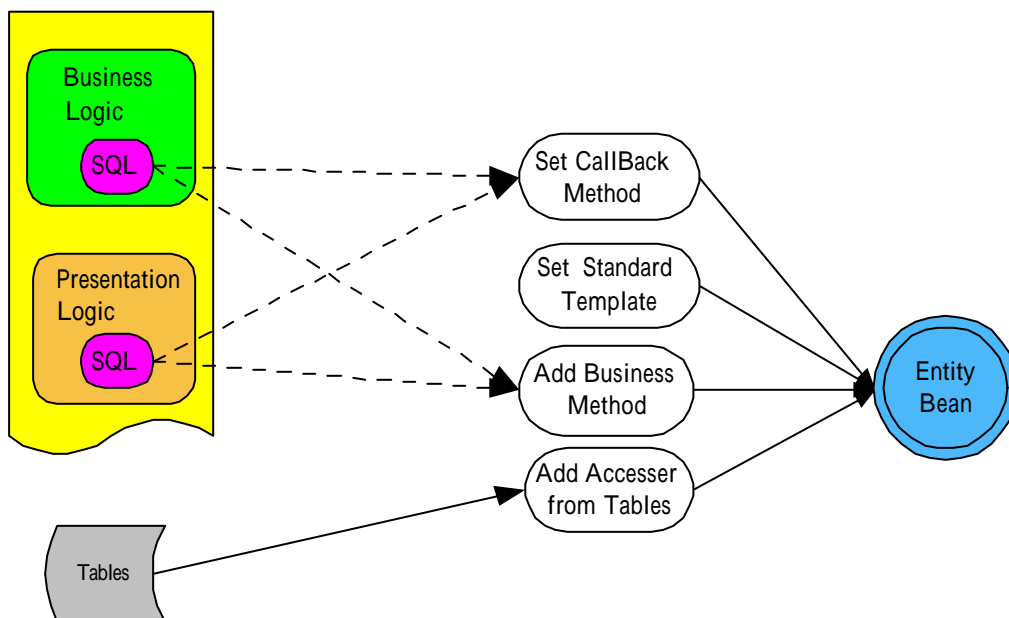 Business
Logic
SQL
Presentation
Logic
SQL
Tables
Set CallBack
Method
Set Standard
Template
Add Business
Method
Add Accesser
from Tables
Entity
Bean